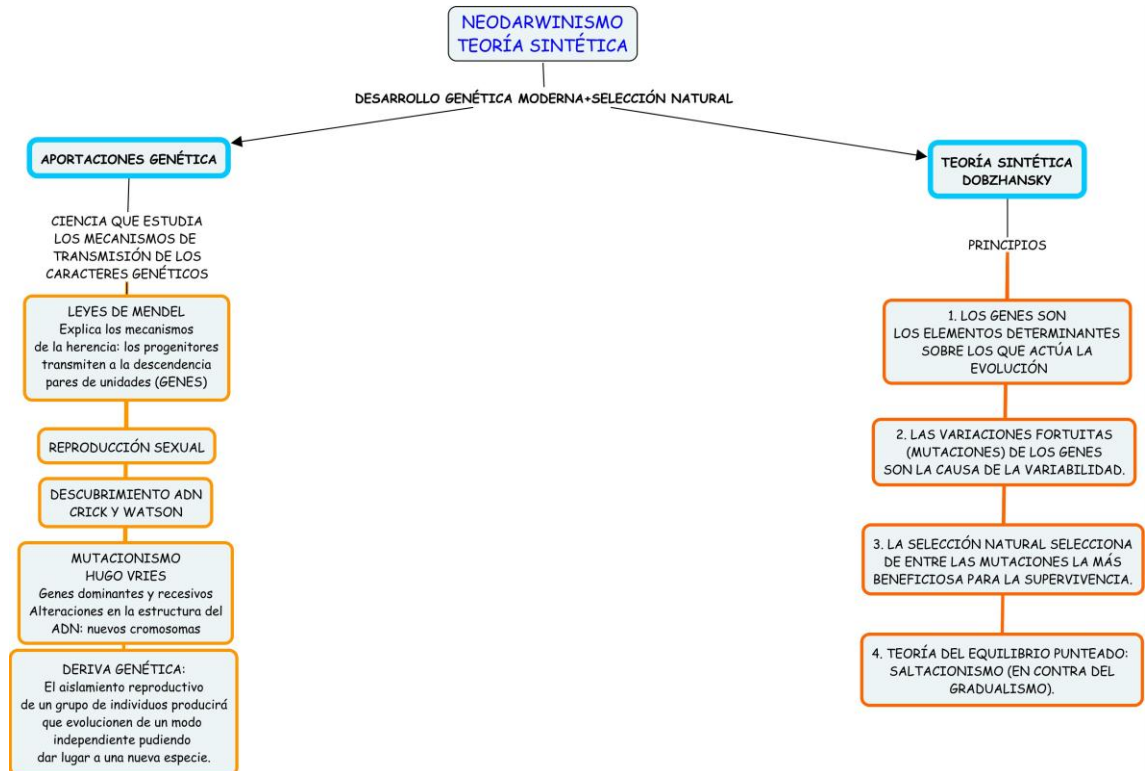 NEODARWINISMO
TEORÍA SINTÉTICA
DESARROLLO GENÉTICA MODERNA+SELECCIÓN NATURAL
APORTACIONES GENÉTICA
CIENCIA QUE ESTUDIA
LOS MECANISMOS DE
TRANSMISIÓN DE LOS
CARACTERES GENÉTICOS
LEYES DE MENDEL
Explica los mecanismos
de la herencia: los progenitores
transmiten a la descendencia
pares de unidades (GENES)
REPRODUCCIÓN SEXUAL
DESCUBRIMIENTO ADN
CRICK Y WATSON
MUTACIONISMO
HUGO VRIES
Genes dominantes y recesivos
Alteraciones en la estructura del
ADN: nuevos cromosomas
DERIVA GENÉTICA:
El aislamiento reproductivo
de un grupo de individuos producirá
que evolucionen de un modo
independiente pudiendo
dar lugar a una nueva especie.
TEORÍA SINTÉTICA
DOBZHANSKY
PRINCIPIOS
1. LOS GENES SON
LOS ELEMENTOS DETERMINANTES
SOBRE LOS QUE ACTÚA LA
EVOLUCIÓN
2. LAS VARIACIONES FORTUITAS
(MUTACIONES) DE LOS GENES
SON LA CAUSA DE LA VARIABILIDAD.
3. LA SELECCIÓN NATURAL SELECCIONA
DE ENTRE LAS MUTACIONES LA MÁS
BENEFICIOSA PARA LA SUPERVIVENCIA.
4. TEORÍA DEL EQUILIBRIO PUNTEADO:
SALTACIONISMO (EN CONTRA DEL
GRADUALISMO).